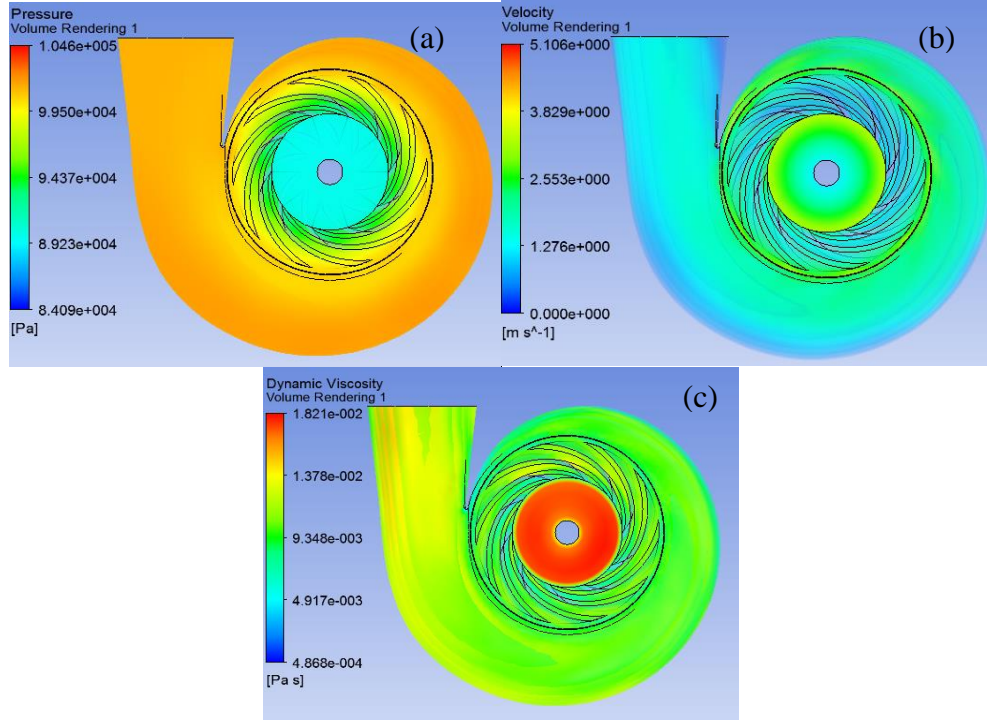 Pressure
Volume Rendering 1
(a)
1.046e+005
9.950e+004
9.437e+004
8.923e+004
8.409e+004
[Pa]
Velocity
Volume Rendering 1
(b)
5.106e+000
3.829e+000
2.553e+000
1.276e+000
0.000e+000
[m s^-1]
Dynamic Viscosity
Volume Rendering 1
(c)
1.821e-002
1.378e-002
9.348e-003
4.917e-003
4.868e-004
[Pa s]